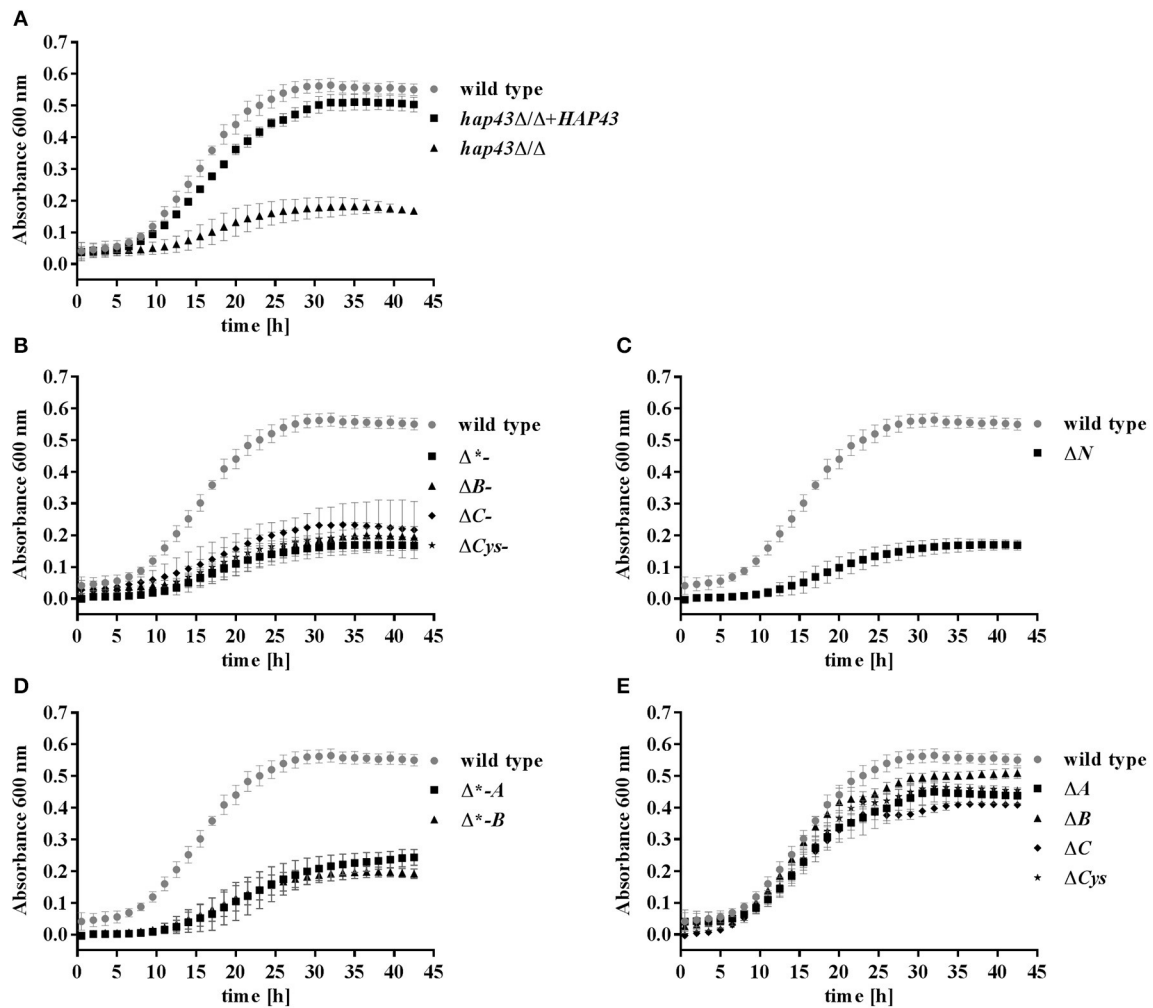 A
0.7
0.6
0.5
0.4
0.3
0.2
0.1
0.0
Absorbance 600 nm
0 5 10 15 20 25 30 35 40 45
time [h]
wild type
hap43Δ/Δ+HAP43
hap43Δ/Δ
B
0.7
0.6
0.5
0.4
0.3
0.2
0.1
0.0
Absorbance 600 nm
0 5 10 15 20 25 30 35 40 45
time [h]
wild type
Δ*-
ΔB-
ΔC-
ΔCys-
C
0.7
0.6
0.5
0.4
0.3
0.2
0.1
0.0
Absorbance 600 nm
0 5 10 15 20 25 30 35 40 45
time [h]
wild type
ΔN
D
0.7
0.6
0.5
0.4
0.3
0.2
0.1
0.0
Absorbance 600 nm
0 5 10 15 20 25 30 35 40 45
time [h]
wild type
Δ*-A
Δ*-B
E
0.7
0.6
0.5
0.4
0.3
0.2
0.1
0.0
Absorbance 600 nm
0 5 10 15 20 25 30 35 40 45
time [h]
wild type
ΔA
ΔB
ΔC
ΔCys